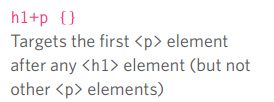 h1+p {}
Targets the first <p> element
after any <h1> element (but not
other <p> elements)